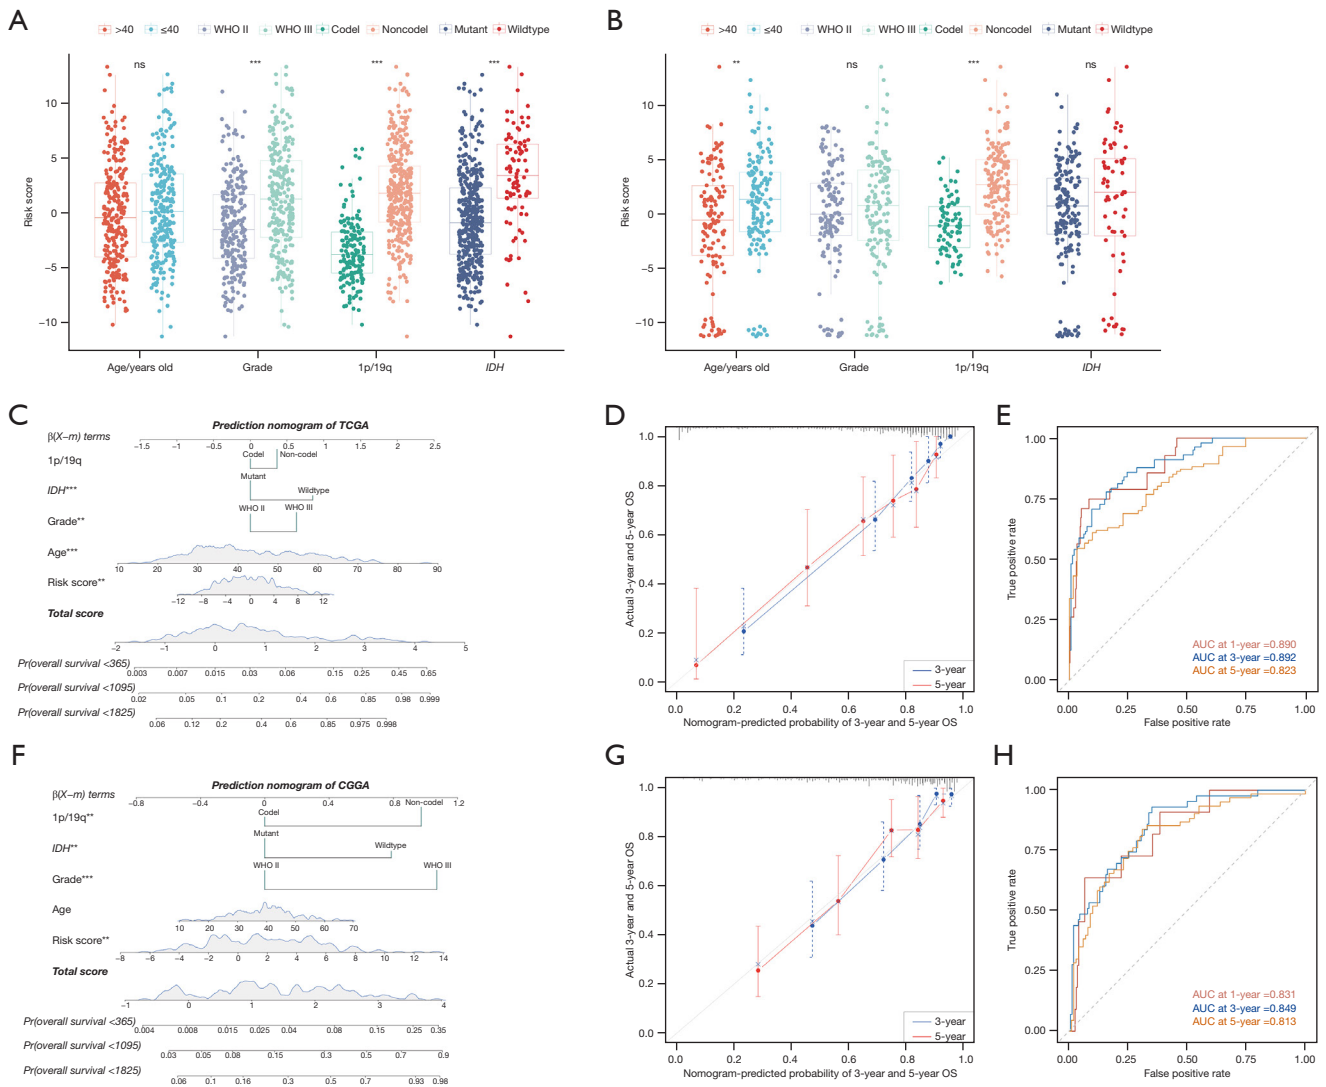 A
>40 ≤40 WHO II WHO III Codel Noncodel Mutant Wildtype
ns *** *** ***
Risk score
10
5
0
−5
−10
Age/years old Grade 1p/19q IDH
B
>40 ≤40 WHO II WHO III Codel Noncodel Mutant Wildtype
** ns *** ns
Risk score
10
5
0
−5
−10
Age/years old Grade 1p/19q IDH
C
Prediction nomogram of TCGA
β(X−m) terms
−1.5 −1 −0.5 0 0.5 1 1.5 2 2.5
1p/19q
Codel Non-codel
IDH***
Mutant
Wildtype
Grade**
WHO II WHO III
Age***
10 20 30 40 50 60 70 80 90
Risk score**
−12 −8 −4 0 4 8 12
Total score
−2 −1 0 1 2 3 4 5
Pr(overall survival <365)
0.003 0.007 0.015 0.03 0.06 0.15 0.25 0.45 0.65
Pr(overall survival <1095)
0.02 0.05 0.1 0.2 0.4 0.6 0.85 0.98 0.999
Pr(overall survival <1825)
0.06 0.12 0.2 0.4 0.6 0.85 0.975 0.998
D
Actual 3-year and 5-year OS
1.0
0.8
0.6
0.4
0.2
0.0
3-year
5-year
0.0 0.2 0.4 0.6 0.8 1.0
Nomogram-predicted probability of 3-year and 5-year OS
E
True positive rate
1.00
0.75
0.50
0.25
0.00
AUC at 1-year =0.890
AUC at 3-year =0.892
AUC at 5-year =0.823
0.00 0.25 0.50 0.75 1.00
False positive rate
F
Prediction nomogram of CGGA
β(X−m) terms
−0.8 −0.4 0 0.4 0.8 1.2
1p/19q**
Codel
Non-codel
IDH**
Mutant
Wildtype
Grade***
WHO II WHO III
Age
10 20 30 40 50 60 70
Risk score**
−8 −6 −4 −2 0 2 4 6 8 10 12 14
Total score
−1 0 1 2 3 4
Pr(overall survival <365)
0.004 0.008 0.015 0.025 0.04 0.08 0.15 0.25 0.35
Pr(overall survival <1095)
0.03 0.05 0.08 0.15 0.3 0.5 0.7 0.9
Pr(overall survival <1825)
0.06 0.1 0.16 0.3 0.5 0.7 0.93 0.98
G
Actual 3-year and 5-year OS
1.0
0.8
0.6
0.4
0.2
0.0
3-year
5-year
0.0 0.2 0.4 0.6 0.8 1.0
Nomogram-predicted probability of 3-year and 5-year OS
H
True positive rate
1.00
0.75
0.50
0.25
0.00
AUC at 1-year =0.831
AUC at 3-year =0.849
AUC at 5-year =0.813
0.00 0.25 0.50 0.75 1.00
False positive rate